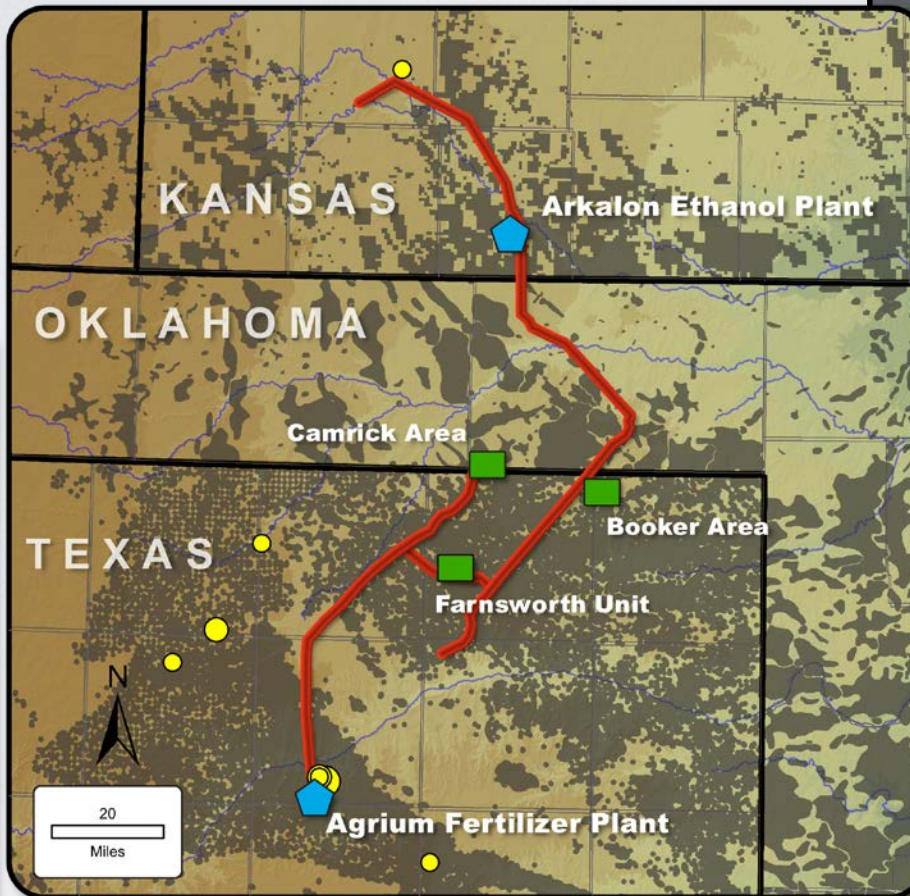 KANSAS
Arkalon Ethanol Plant
OKLAHOMA
Camrick Area
Booker Area
TEXAS
Farnsworth Unit
N
20
Miles
Agrium Fertilizer Plant